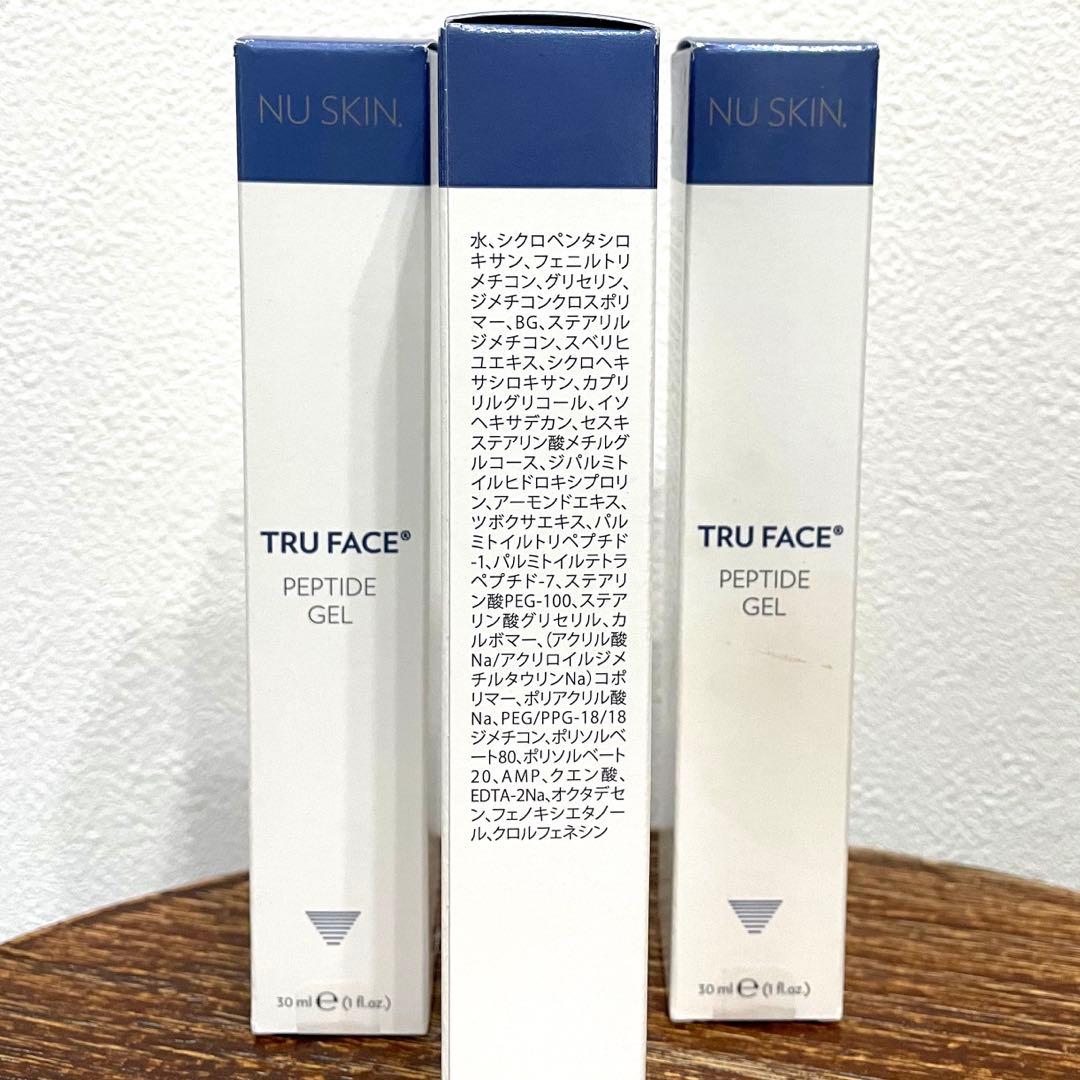 NU SKIN.
TRU FACE®
PEPTIDE
GEL
30 ml ℮ (1 fl.oz.)
水、シクロペンタシロ
キサン、フェニルトリ
メチコン、グリセリン、
ジメチコンクロスポリ
マー、BG、ステアリル
ジメチコン、スベリヒ
ユエキス、シクロヘキ
サシロキサン、カプリ
リルグリコール、イソ
ヘキサデカン、セスキ
ステアリン酸メチルグ
ルコース、ジパルミト
イルヒドロキシプロリ
ン、アーモンドエキス、
ツボクサエキス、パル
ミトイルトリペプチド
-1、パルミトイルテトラ
ペプチド-7、ステアリ
ン酸PEG-100、ステア
リン酸グリセリル、カ
ルボマー、(アクリル酸
Na/アクリロイルジメ
チルタウリンNa)コポ
リマー、ポリアクリル酸
Na、PEG/PPG-18/18
ジメチコン、ポリソルベ
ート80、ポリソルベート
20、AMP、クエン酸、
EDTA-2Na、オクタデセ
ン、フェノキシエタノー
ル、クロルフェネシン
NU SKIN.
TRU FACE®
PEPTIDE
GEL
30 ml ℮ (1 fl.oz.)